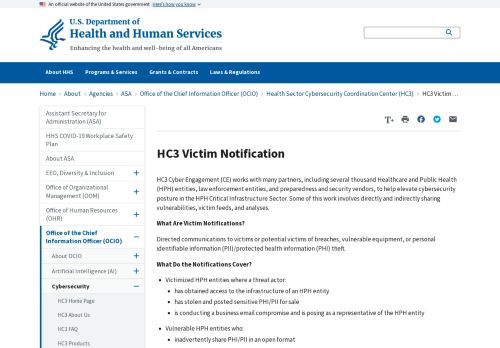 An official website of the United States government Here's how you know
U.S. Department of
Health and Human Services
Enhancing the health and well-being of all Americans
About HHS Programs & Services Grants & Contracts Laws & Regulations
Home > About > Agencies > ASA > Office of the Chief Information Officer (OCIO) > Health Sector Cybersecurity Coordination Center (HC3) > HC3 Victim ...
Assistant Secretary for
Administration (ASA)
HHS COVID-19 Workplace Safety
Plan
About ASA
EEO, Diversity & Inclusion +
Office of Organizational
Management (OOM) +
Office of Human Resources
(OHR) +
Office of the Chief
Information Officer (OCIO) −
About OCIO +
Artificial Intelligence (AI) +
Cybersecurity −
HC3 Home Page
HC3 About Us
HC3 FAQ
HC3 Products
T+
HC3 Victim Notification
HC3 Cyber Engagement (CE) works with many partners, including several thousand Healthcare and Public Health
(HPH) entities, law enforcement entities, and preparedness and security vendors, to help elevate cybersecurity
posture in the HPH Critical Infrastructure Sector. Some of this work involves directly and indirectly sharing
vulnerabilities, victim feeds, and analyses.
What Are Victim Notifications?
Directed communications to victims or potential victims of breaches, vulnerable equipment, or personal
identifiable information (PII)/protected health information (PHI) theft.
What Do the Notifications Cover?
• Victimized HPH entities where a threat actor:
• has obtained access to the infrastructure of an HPH entity
• has stolen and posted sensitive PHI/PII for sale
• is conducting a business email compromise and is posing as a representative of the HPH entity
• Vulnerable HPH entities who:
• inadvertently share PHI/PII in an open format